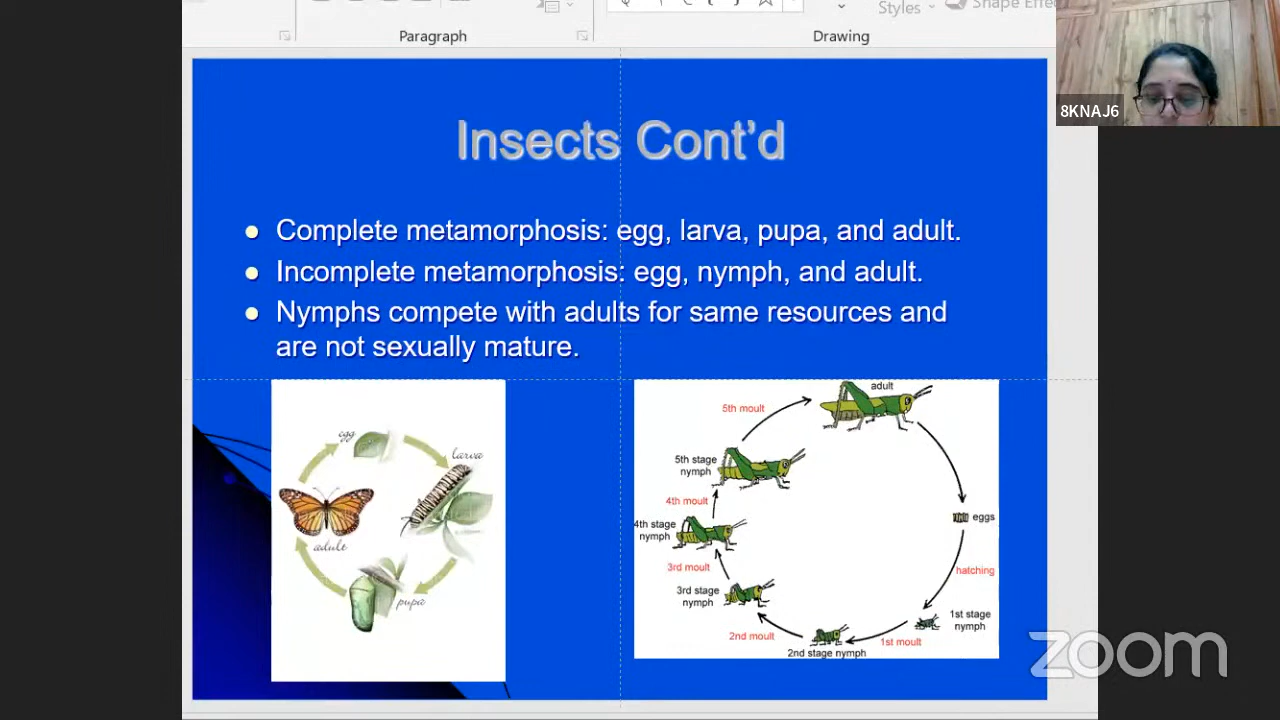 Styles
Shape Effe
Paragraph
Drawing
8KNAJ6
Insects Cont’d
Complete metamorphosis: egg, larva, pupa, and adult.
Incomplete metamorphosis: egg, nymph, and adult.
Nymphs compete with adults for same resources and
are not sexually mature.
egg
larva
adult
pupa
adult
5th moult
5th stage
nymph
4th moult
4th stage
nymph
eggs
3rd moult
hatching
3rd stage
nymph
1st stage
nymph
2nd moult
1st moult
2nd stage nymph
zoom